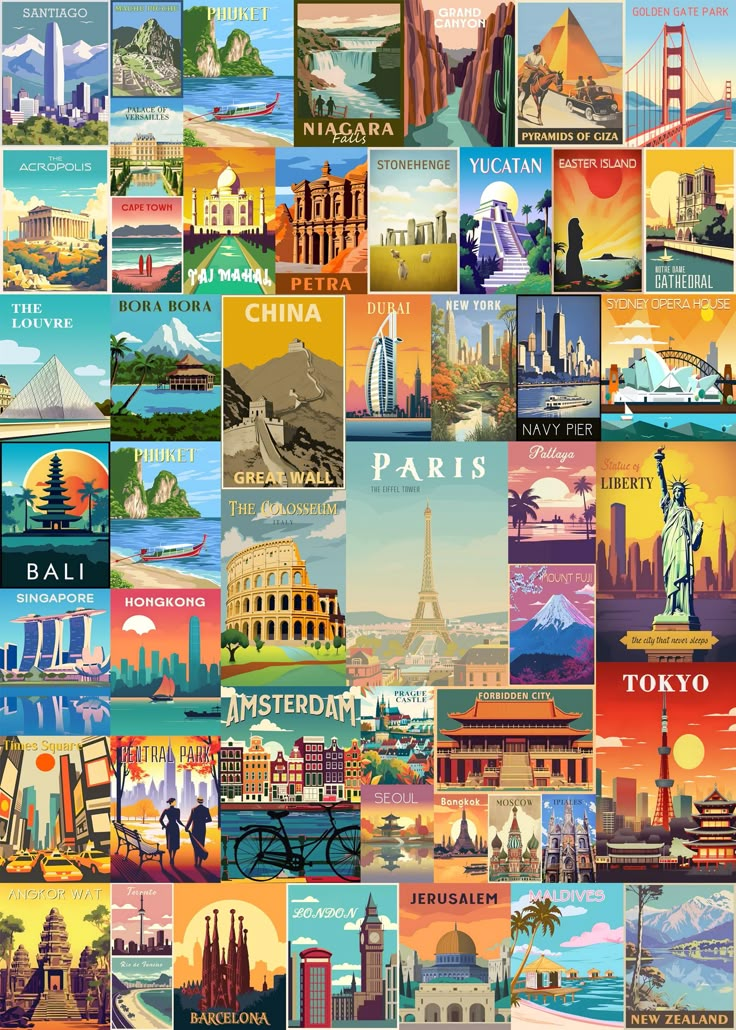 SANTIAGO
MACHU PICCHU
PHUKET
NIAGARA
Falls
GRAND
CANYON
PYRAMIDS OF GIZA
GOLDEN GATE PARK
PALACE OF
VERSAILLES
THE
ACROPOLIS
CAPE TOWN
TAJ MAHAL
PETRA
STONEHENGE
YUCATAN
EASTER ISLAND
NOTRE DAME
CATHEDRAL
THE
LOUVRE
BORA BORA
CHINA
GREAT WALL
DUBAI
NEW YORK
NAVY PIER
SYDNEY OPERA HOUSE
BALI
PHUKET
THE COLOSSEUM
ITALY
PARIS
THE EIFFEL TOWER
Pattaya
MOUNT FUJI
Statue of
LIBERTY
the city that never sleeps
SINGAPORE
HONGKONG
AMSTERDAM
PRAGUE
CASTLE
FORBIDDEN CITY
TOKYO
Times Square
CENTRAL PARK
SEOUL
Bangkok
MOSCOW
IPIALES
ANGKOR WAT
Toronto
Rio de Janeiro
BARCELONA
LONDON
JERUSALEM
MALDIVES
NEW ZEALAND